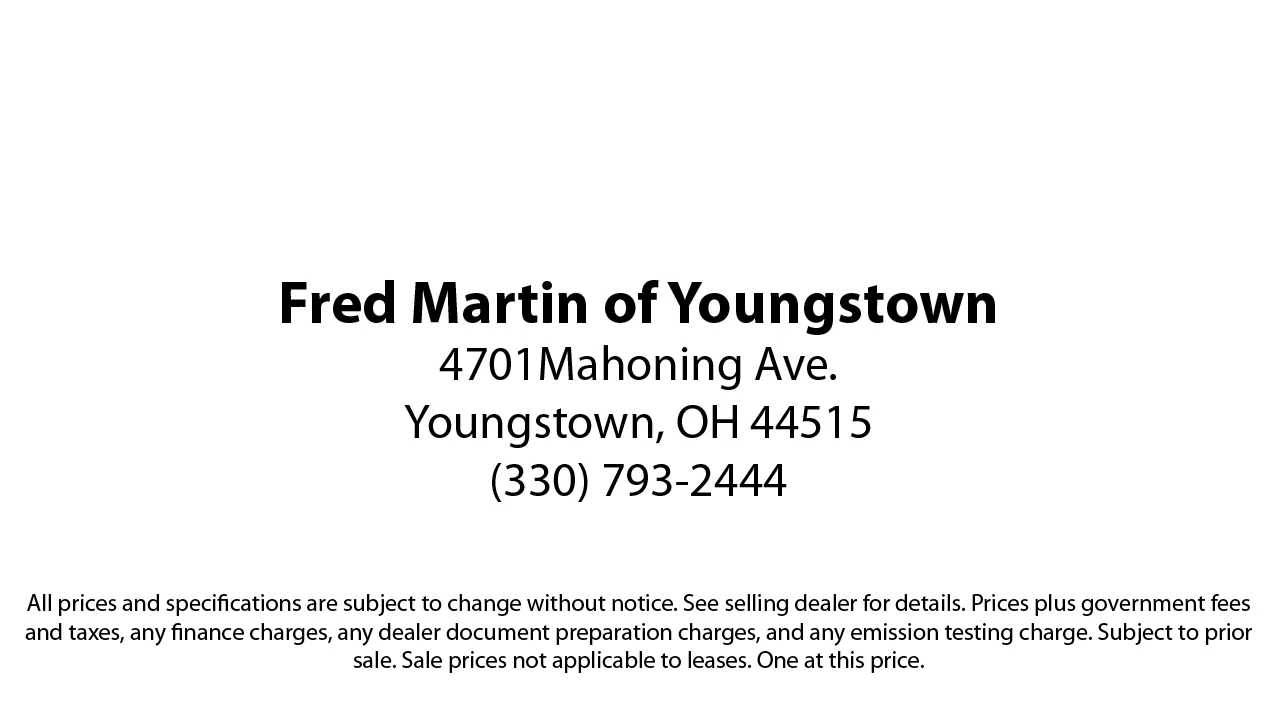 Fred Martin of Youngstown
4701Mahoning Ave.
Youngstown, OH 44515
(330) 793-2444
All prices and specifications are subject to change without notice. See selling dealer for details. Prices plus government fees
and taxes, any finance charges, any dealer document preparation charges, and any emission testing charge. Subject to prior
sale. Sale prices not applicable to leases. One at this price.